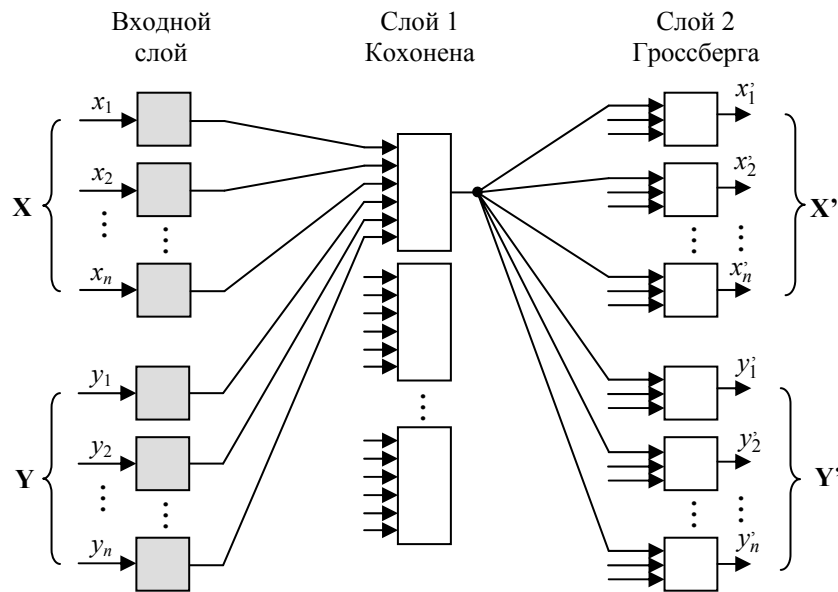 Входной слой
Слой 1 Кохонена
Слой 2 Гроссберга
x1
x2
...
xn
X
y1
y2
...
yn
Y
x'1
x'2
...
x'n
X'
y'1
y'2
...
y'n
Y'